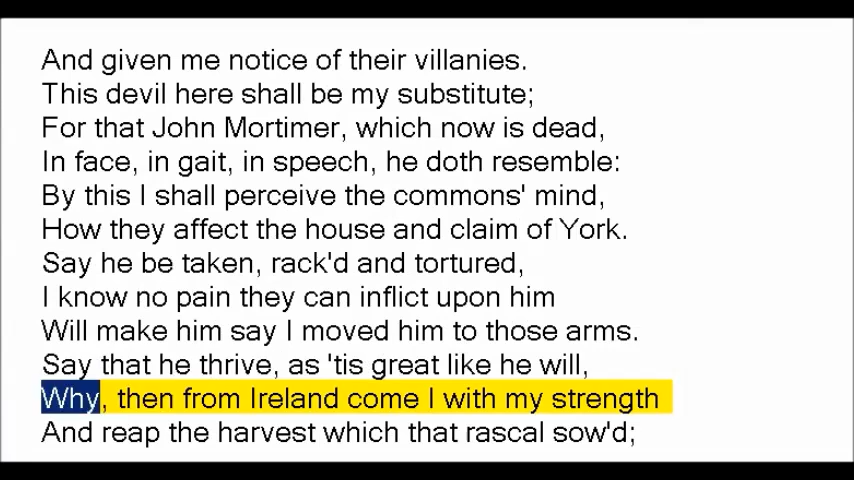 And given me notice of their villanies.
This devil here shall be my substitute;
For that John Mortimer, which now is dead,
In face, in gait, in speech, he doth resemble:
By this I shall perceive the commons' mind,
How they affect the house and claim of York.
Say he be taken, rack'd and tortured,
I know no pain they can inflict upon him
Will make him say I moved him to those arms.
Say that he thrive, as 'tis great like he will,
Why, then from Ireland come I with my strength
And reap the harvest which that rascal sow'd;